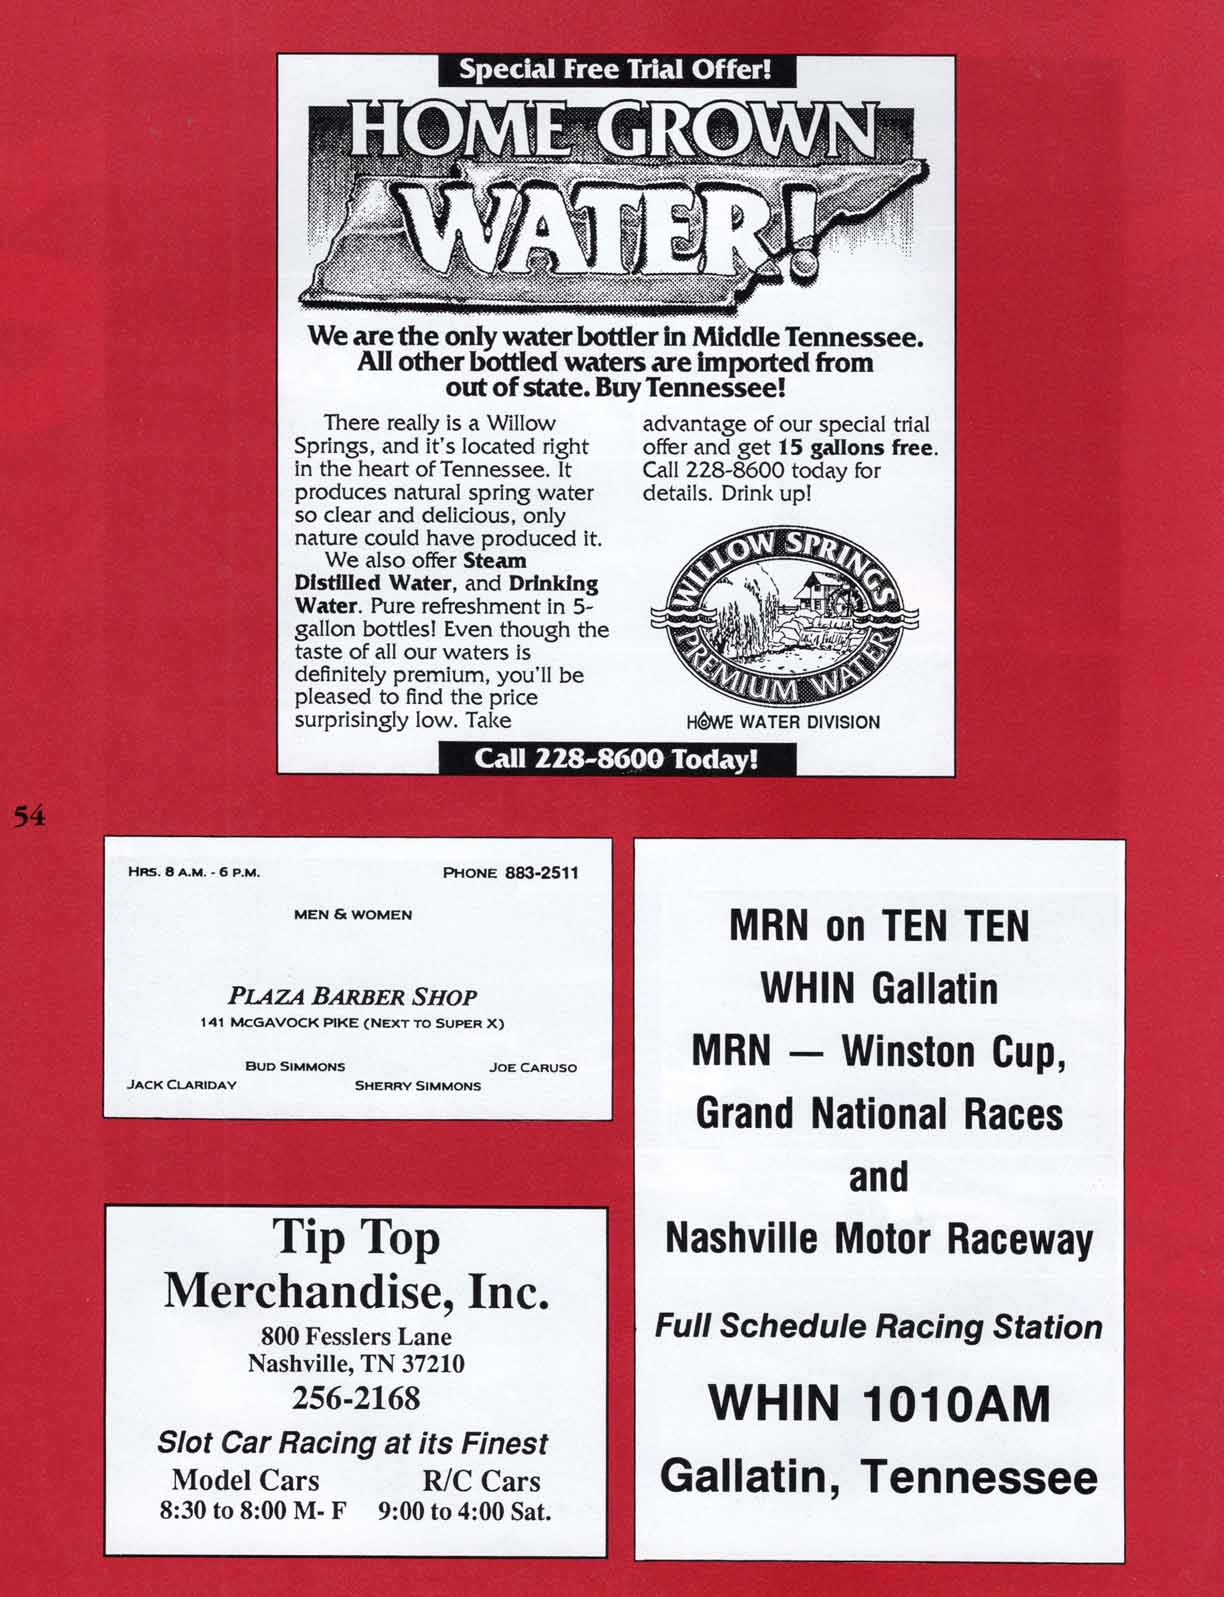 Special Free Trial Offer!
HOME GROWN
WATER!
We are the only water bottler in Middle Tennessee.
All other bottled waters are imported from
out of state. Buy Tennessee!
There really is a Willow
Springs, and it's located right
in the heart of Tennessee. It
produces natural spring water
so clear and delicious, only
nature could have produced it.
We also offer Steam
Distilled Water, and Drinking
Water. Pure refreshment in 5-
gallon bottles! Even though the
taste of all our waters is
definitely premium, you'll be
pleased to find the price
surprisingly low. Take
advantage of our special trial
offer and get 15 gallons free.
Call 228-8600 today for
details. Drink up!
WILLOW SPRINGS
PREMIUM WATER
HOWE WATER DIVISION
Call 228-8600 Today!
54
HRS. 8 A.M. - 6 P.M. PHONE 883-2511
MEN & WOMEN
PLAZA BARBER SHOP
141 MCGAVOCK PIKE (NEXT TO SUPER X)
BUD SIMMONS JOE CARUSO
JACK CLARIDAY SHERRY SIMMONS
Tip Top
Merchandise, Inc.
800 Fesslers Lane
Nashville, TN 37210
256-2168
Slot Car Racing at its Finest
Model Cars R/C Cars
8:30 to 8:00 M- F 9:00 to 4:00 Sat.
MRN on TEN TEN
WHIN Gallatin
MRN — Winston Cup,
Grand National Races
and
Nashville Motor Raceway
Full Schedule Racing Station
WHIN 1010AM
Gallatin, Tennessee